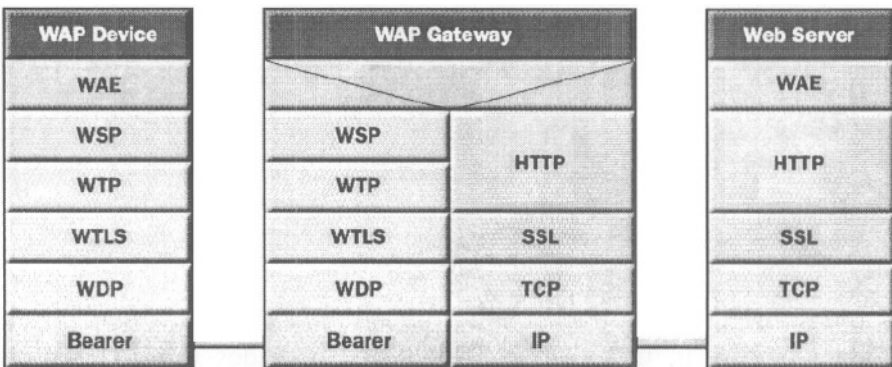 WAP Device
WAE
WSP
WTP
WTLS
WDP
Bearer
WAP Gateway
WSP
WTP
WTLS
WDP
Bearer
HTTP
SSL
TCP
IP
Web Server
WAE
HTTP
SSL
TCP
IP